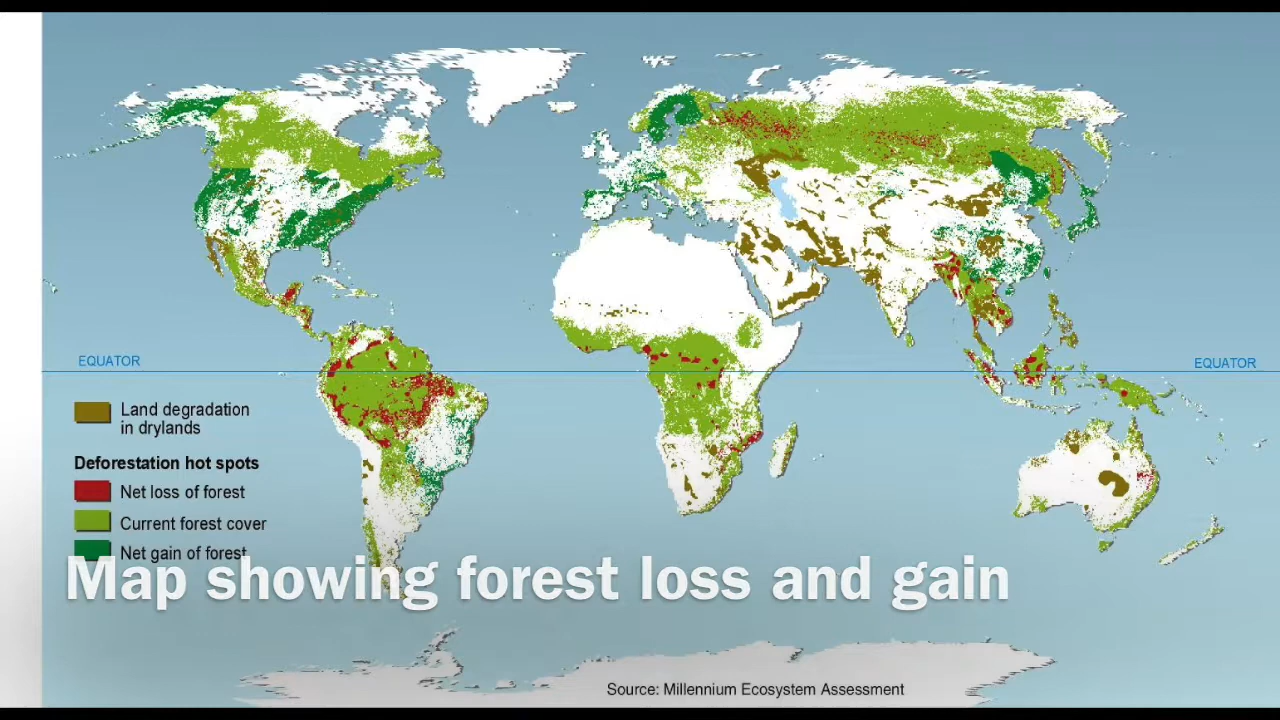 EQUATOR
EQUATOR
Land degradation
in drylands
Deforestation hot spots
Net loss of forest
Current forest cover
Net gain of forest
Map showing forest loss and gain
Source: Millennium Ecosystem Assessment